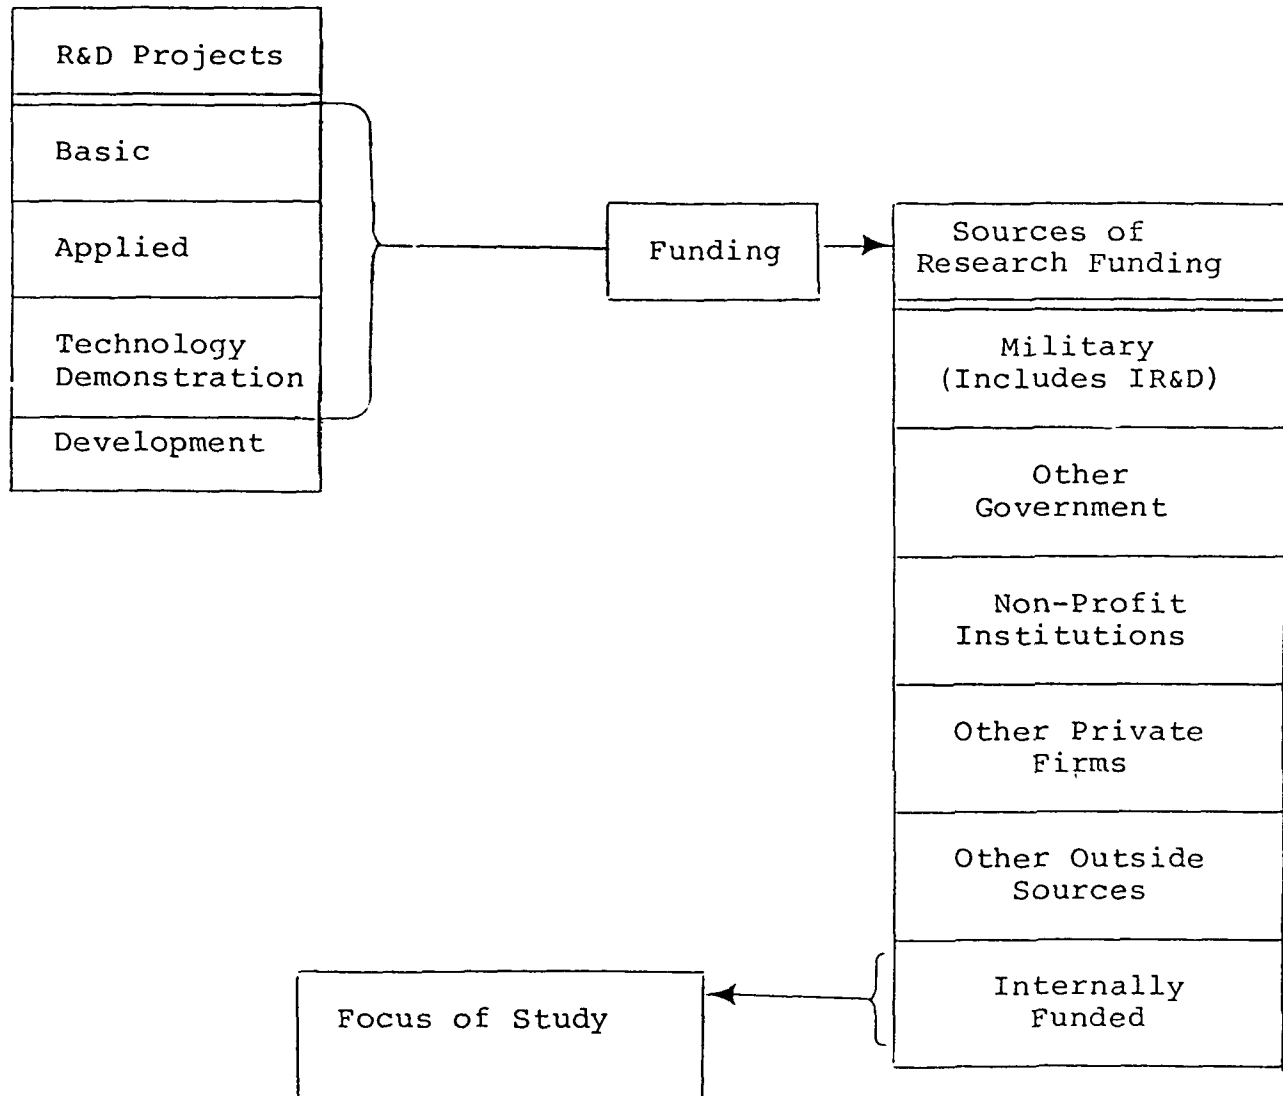 R&D Projects
Basic
Applied
Technology
Demonstration
Development
Funding
Sources of
Research Funding
Military
(Includes IR&D)
Other
Government
Non-Profit
Institutions
Other Private
Firms
Other Outside
Sources
Internally
Funded
Focus of Study